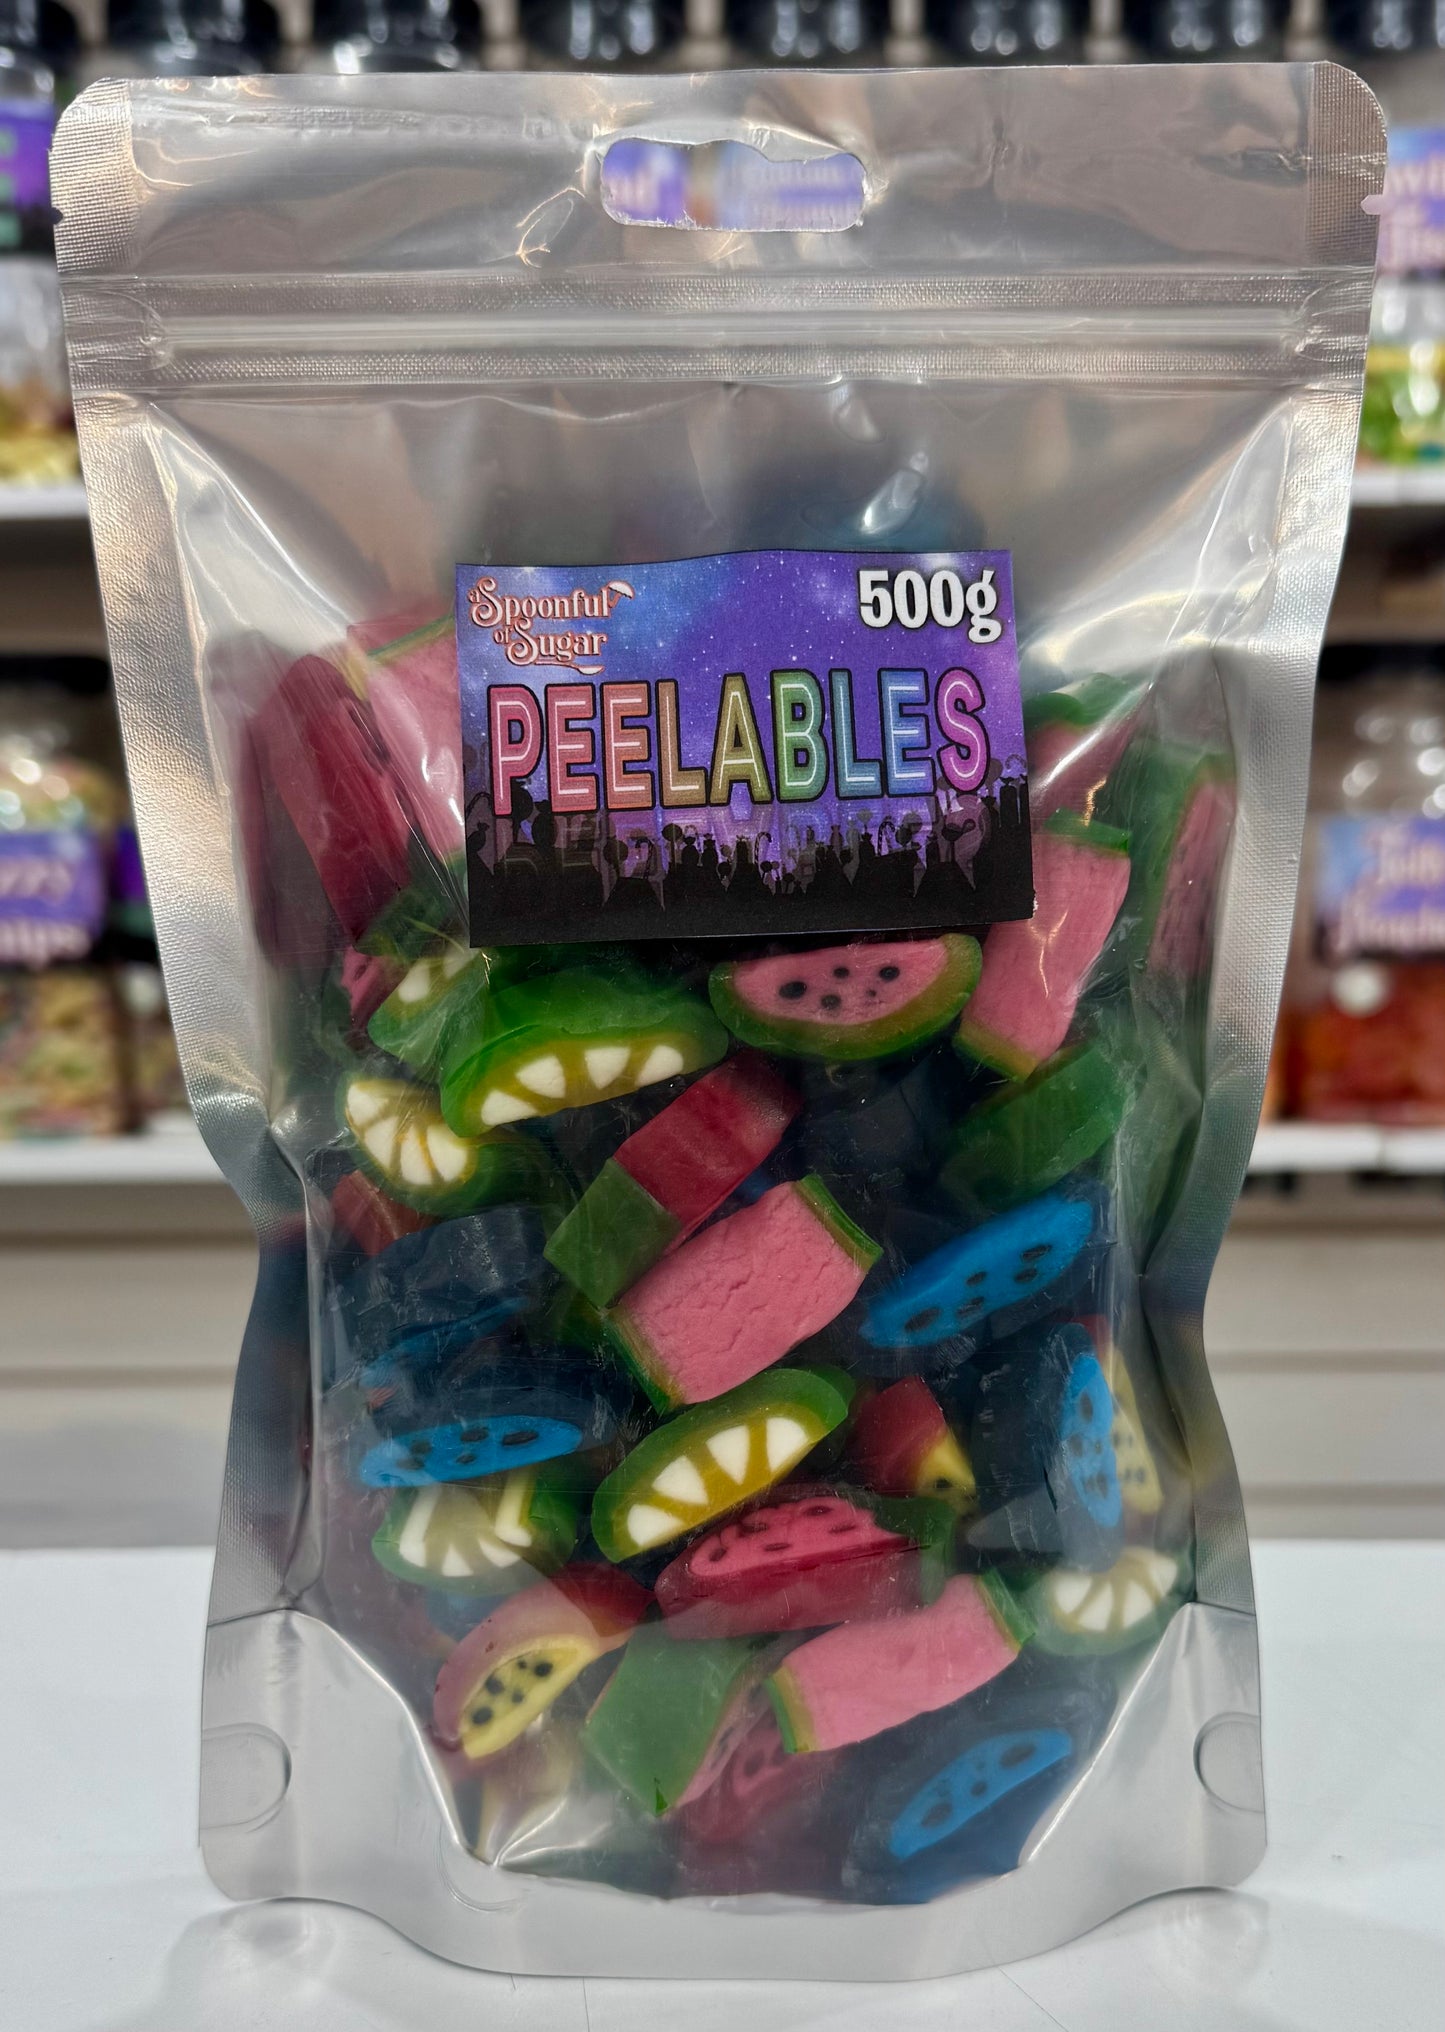 a Spoonful
of Sugar
500g
PEELABLES